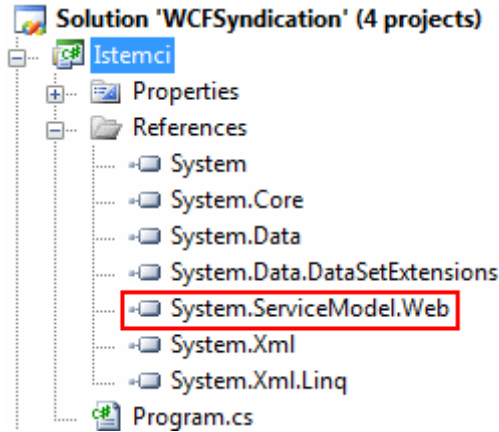 Solution 'WCFSyndication' (4 projects)
Istemci
Properties
References
System
System.Core
System.Data
System.Data.DataSetExtensions
System.ServiceModel.Web
System.Xml
System.Xml.Linq
Program.cs